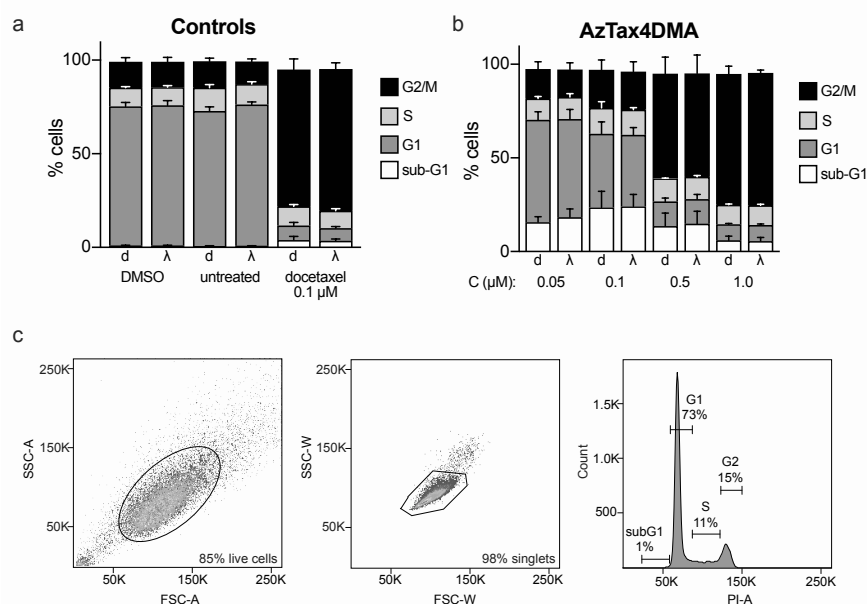 a
Controls
% cells
100
50
0
d λ d λ d λ
DMSO untreated docetaxel
0.1 µM
G2/M
S
G1
sub-G1
b
AzTax4DMA
% cells
100
50
0
d λ d λ d λ d λ
C (µM): 0.05 0.1 0.5 1.0
G2/M
S
G1
sub-G1
c
SSC-A
250K
150K
50K
85% live cells
50K 150K 250K
FSC-A
SSC-W
250K
150K
50K
98% singlets
50K 150K 250K
FSC-W
Count
1.5K
1.0K
500
G1
73%
G2
15%
S
11%
subG1
1%
50K 150K 250K
PI-A